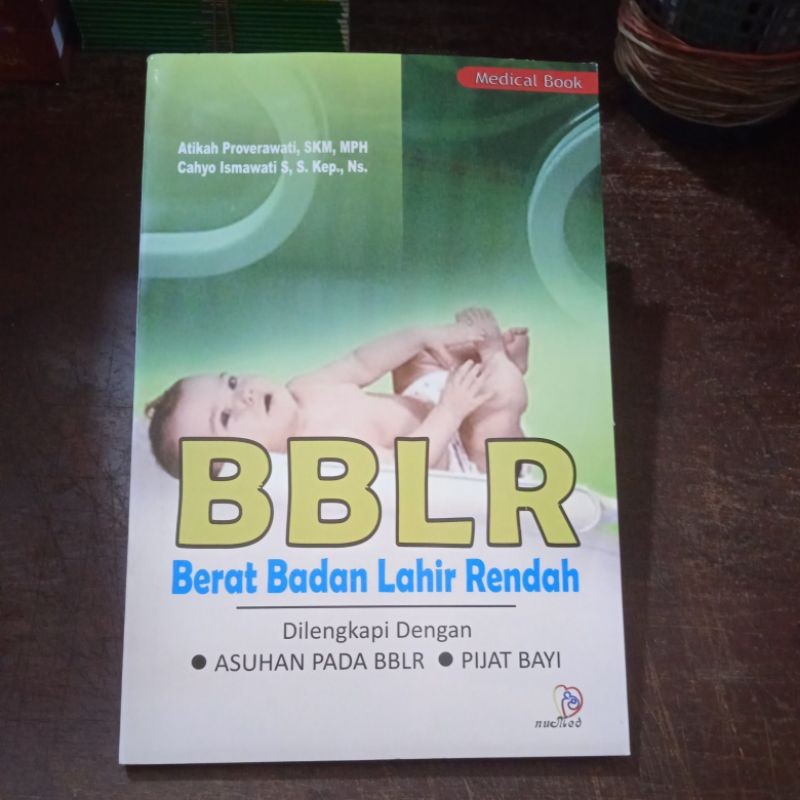 Medical Book
Atikah Proverawati, SKM, MPH
Cahyo Ismawati S, S. Kep., Ns.
BBLR
Berat Badan Lahir Rendah
Dilengkapi Dengan
● ASUHAN PADA BBLR ● PIJAT BAYI
nuMed